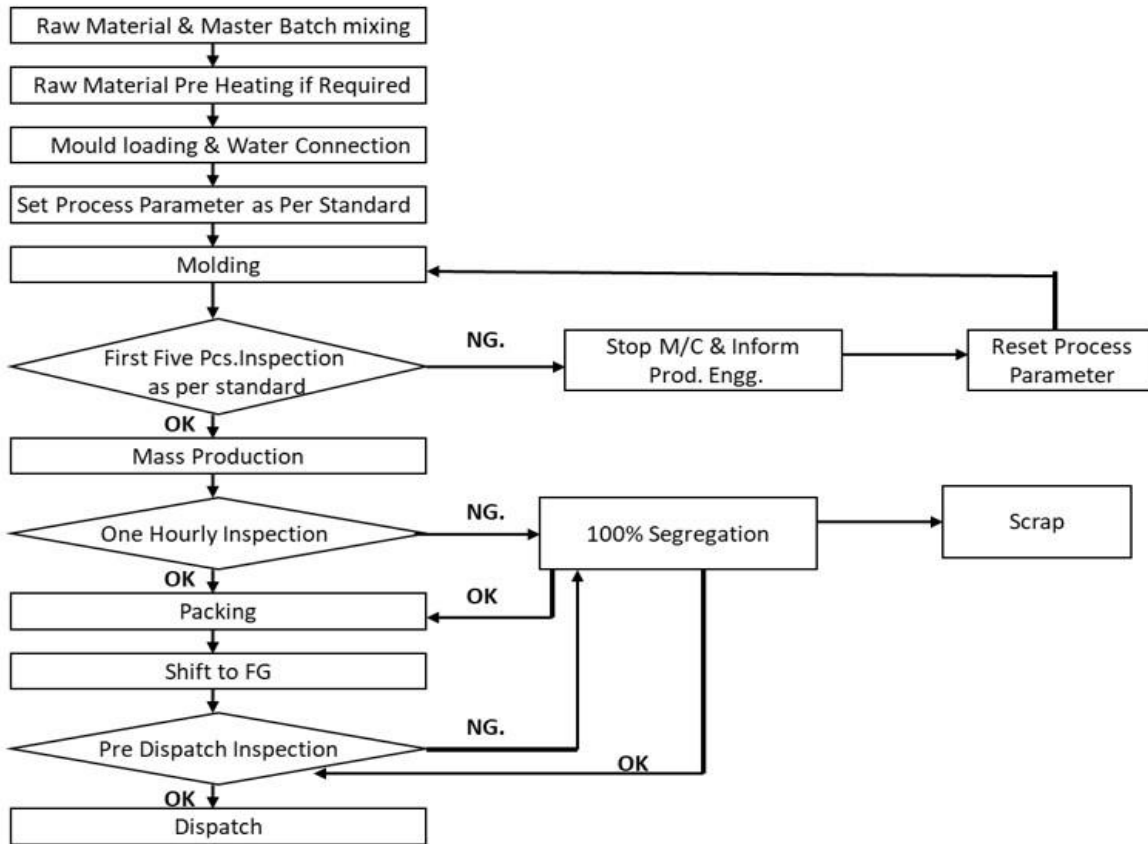 Raw Material & Master Batch mixing
Raw Material Pre Heating if Required
Mould loading & Water Connection
Set Process Parameter as Per Standard
Molding
First Five Pcs.Inspection
as per standard
NG.
Stop M/C & Inform
Prod. Engg.
Reset Process
Parameter
OK
Mass Production
One Hourly Inspection
NG.
100% Segregation
Scrap
OK
OK
Packing
Shift to FG
Pre Dispatch Inspection
NG.
OK
OK
Dispatch